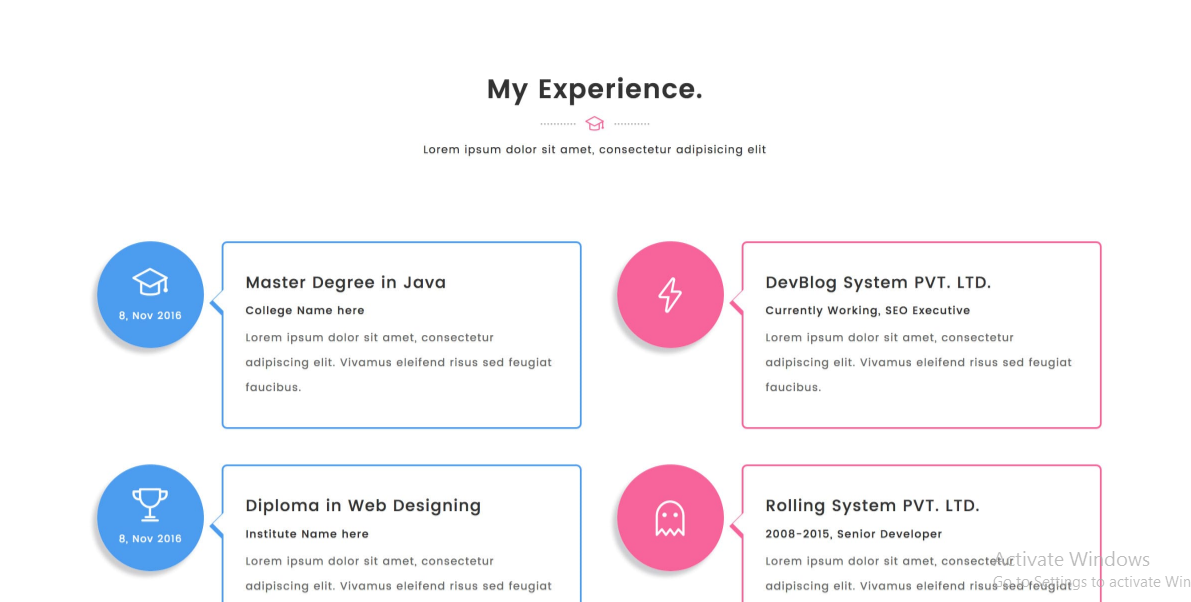 My Experience.
Lorem ipsum dolor sit amet, consectetur adipisicing elit
8, Nov 2016
Master Degree in Java
College Name here
Lorem ipsum dolor sit amet, consectetur
adipiscing elit. Vivamus eleifend risus sed feugiat
faucibus.
DevBlog System PVT. LTD.
Currently Working, SEO Executive
Lorem ipsum dolor sit amet, consectetur
adipiscing elit. Vivamus eleifend risus sed feugiat
faucibus.
8, Nov 2016
Diploma in Web Designing
Institute Name here
Lorem ipsum dolor sit amet, consectetur
adipiscing elit. Vivamus eleifend risus sed feugiat
Rolling System PVT. LTD.
2008-2015, Senior Developer
Lorem ipsum dolor sit amet, consectetur
adipiscing elit. Vivamus eleifend risus sed feugiat
Activate Windows
Go to Settings to activate Win